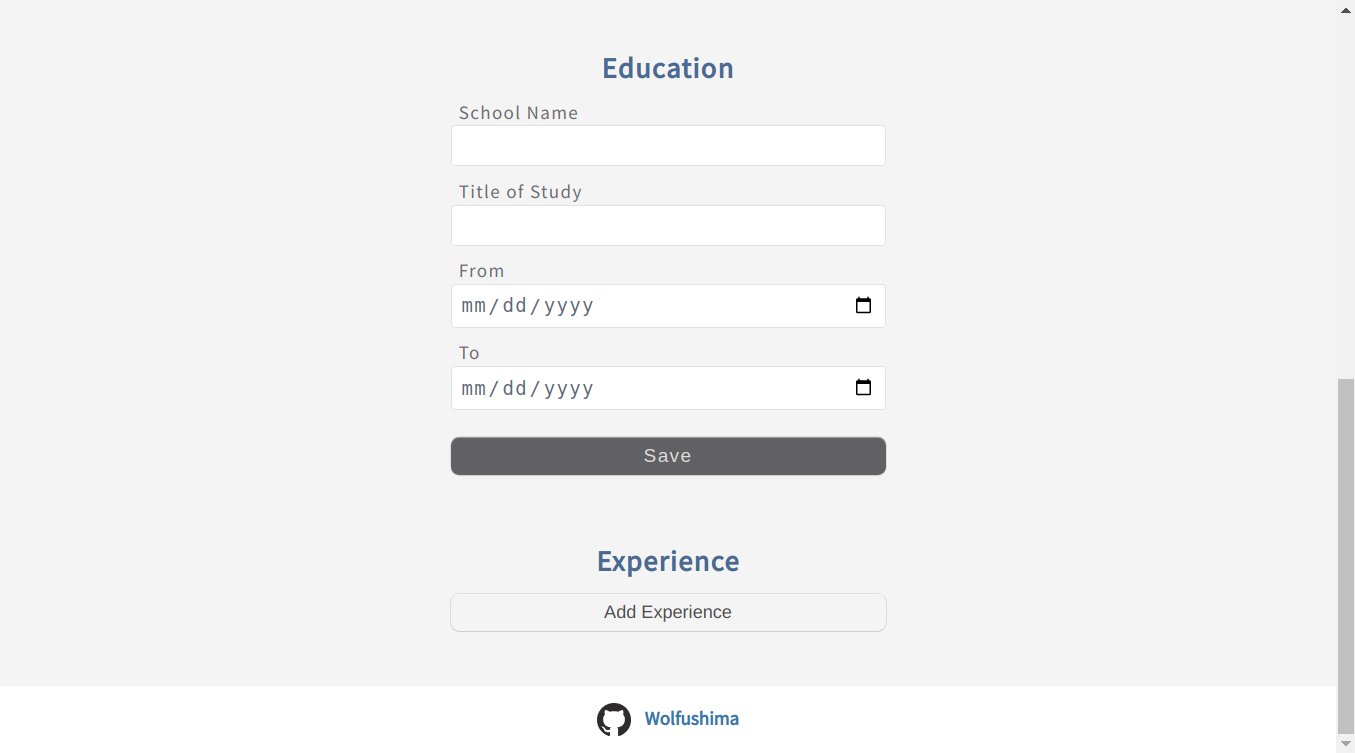 Education
School Name
Title of Study
From
mm/dd/yyyy
To
mm/dd/yyyy
Save
Experience
Add Experience
Wolfushima